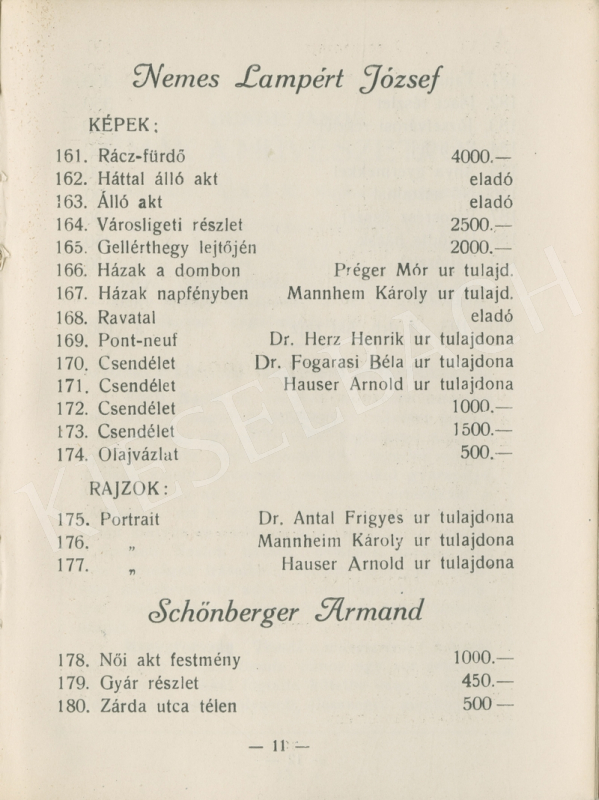 Nemes Lampért József
KÉPEK:
161. Rácz-fürdő 4000.—
162. Háttal álló akt eladó
163. Álló akt eladó
164. Városligeti részlet 2500.—
165. Gellérthegy lejtőjén 2000.—
166. Házak a dombon Préger Mór ur tulajd.
167. Házak napfényben Mannheim Károly ur tulajd.
168. Ravatal eladó
169. Pont-neuf Dr. Herz Henrik ur tulajdona
170. Csendélet Dr. Fogarasi Béla ur tulajdona
171. Csendélet Hauser Arnold ur tulajdona
172. Csendélet 1000.—
173. Csendélet 1500.—
174. Olajvázlat 500.—
RAJZOK:
175. Portrait Dr. Antal Frigyes ur tulajdona
176. „ Mannheim Károly ur tulajdona
177. „ Hauser Arnold ur tulajdona
Schönberger Armand
178. Női akt festmény 1000.—
179. Gyár részlet 450.—
180. Zárda utca télen 500 —
— 11 —
KIESELBACH